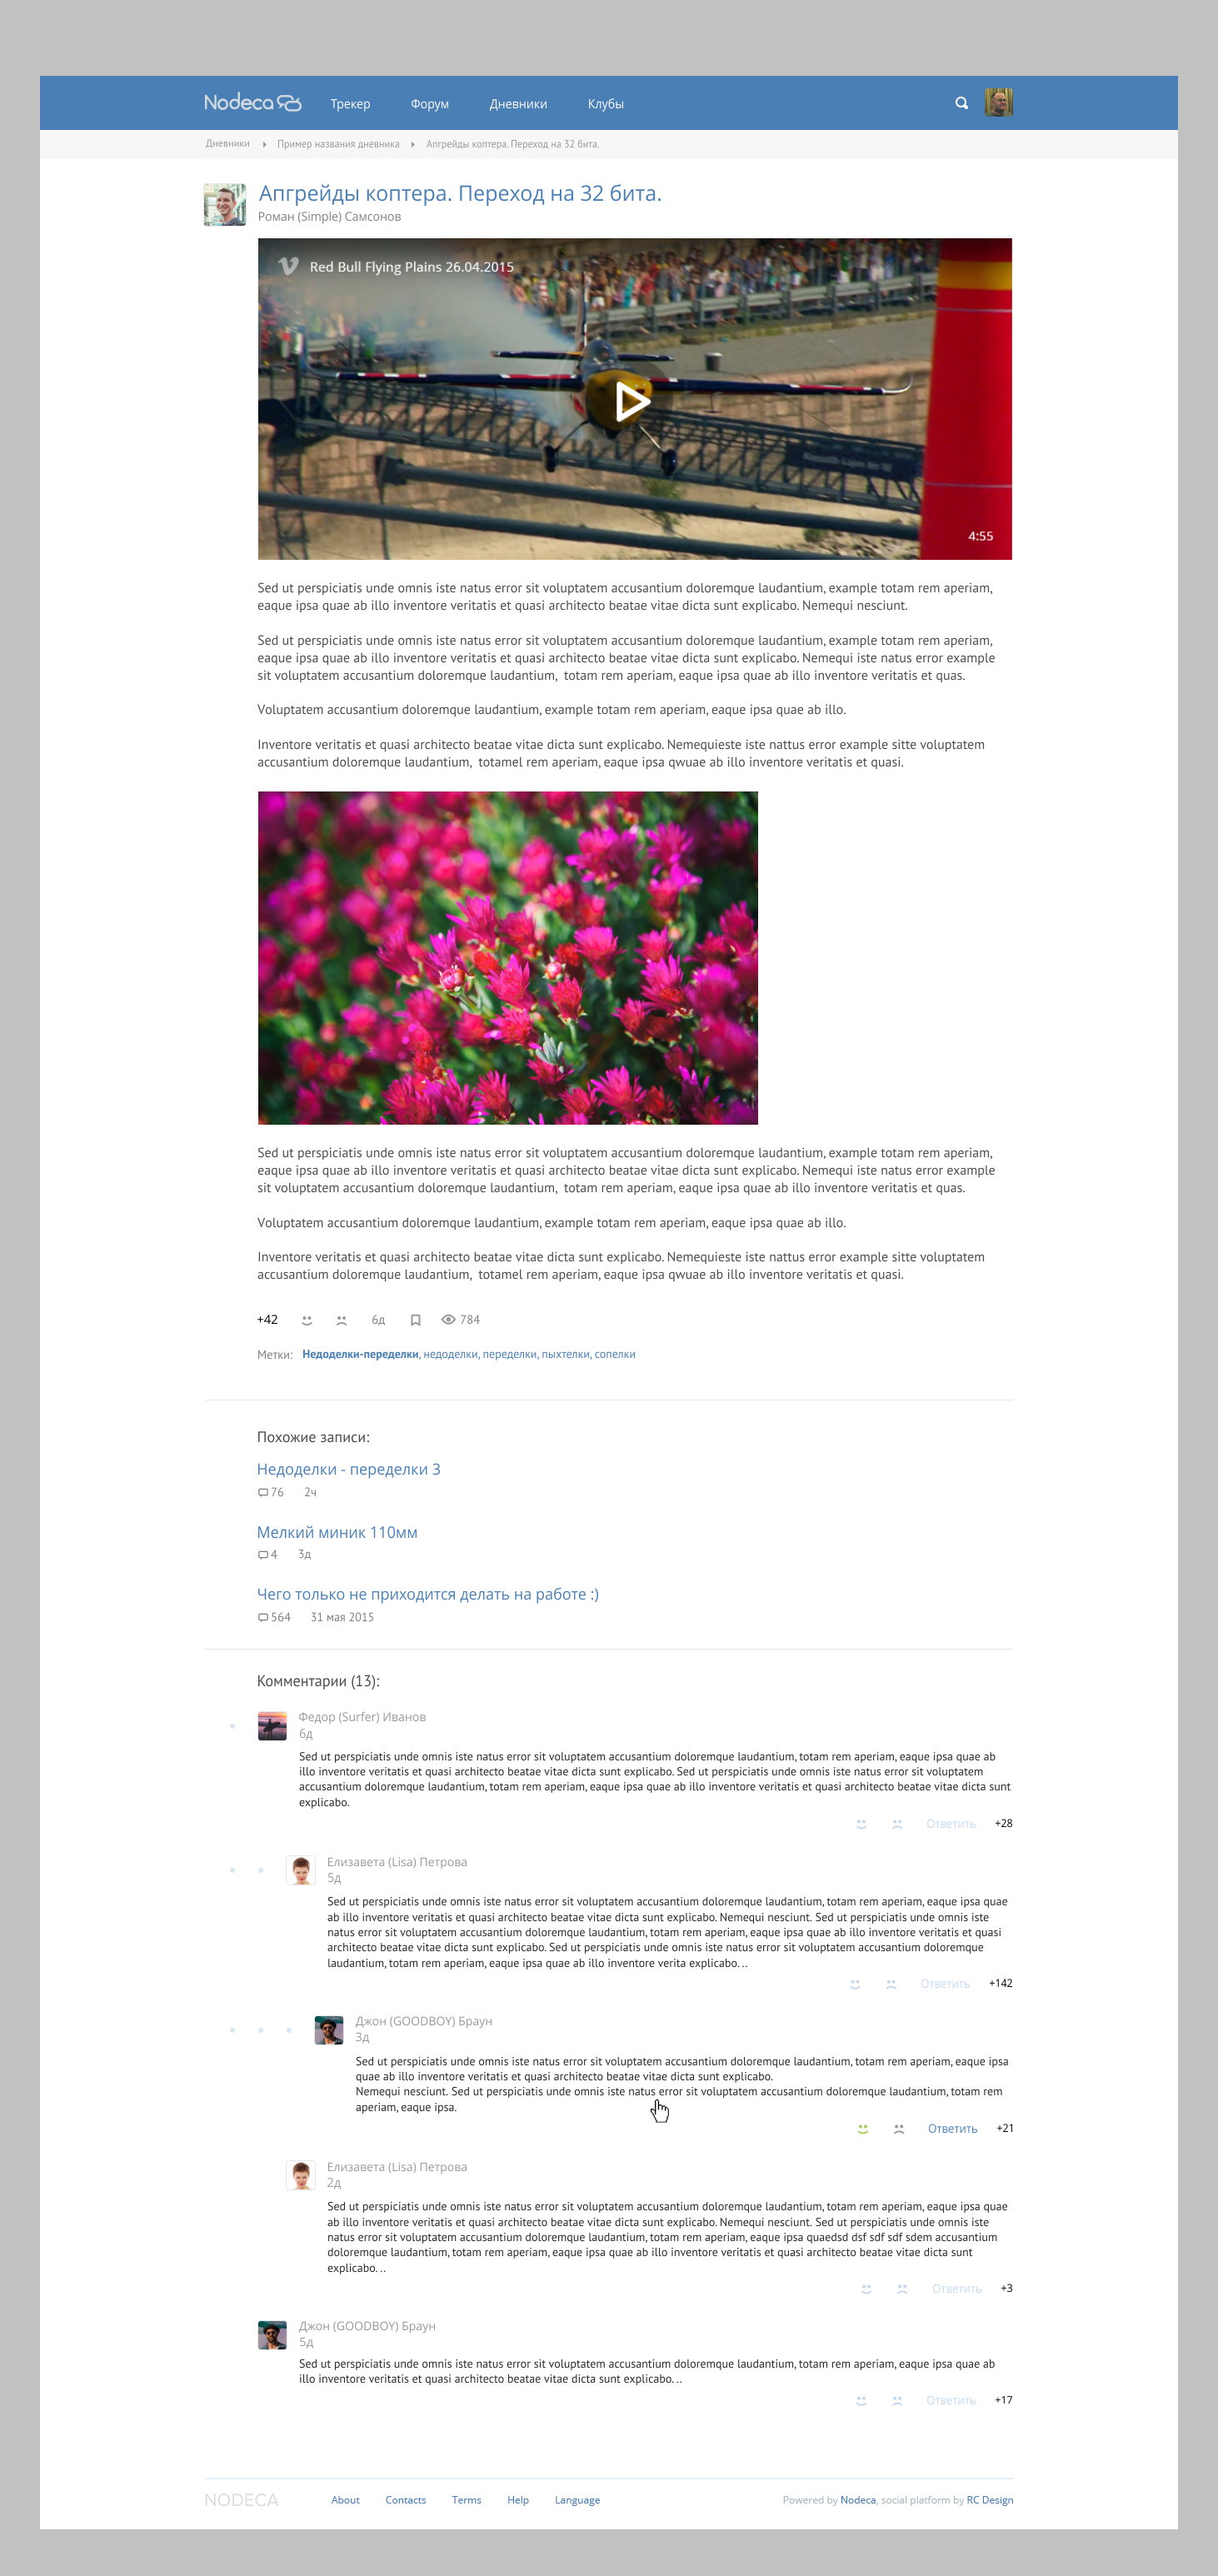 Nodeca Трекер Форум Дневники Клубы
Дневники Пример названия дневника Апгрейды коптера. Переход на 32 бита.
Апгрейды коптера. Переход на 32 бита.
Роман (Simple) Самсонов
Red Bull Flying Plains 26.04.2015
4:55
Sed ut perspiciatis unde omnis iste natus error sit voluptatem accusantium doloremque laudantium, example totam rem aperiam,
eaque ipsa quae ab illo inventore veritatis et quasi architecto beatae vitae dicta sunt explicabo. Nemequi nesciunt.
Sed ut perspiciatis unde omnis iste natus error sit voluptatem accusantium doloremque laudantium, example totam rem aperiam,
eaque ipsa quae ab illo inventore veritatis et quasi architecto beatae vitae dicta sunt explicabo. Nemequi iste natus error example
sit voluptatem accusantium doloremque laudantium, totam rem aperiam, eaque ipsa quae ab illo inventore veritatis et quas.
Voluptatem accusantium doloremque laudantium, example totam rem aperiam, eaque ipsa quae ab illo.
Inventore veritatis et quasi architecto beatae vitae dicta sunt explicabo. Nemequieste iste nattus error example sitte voluptatem
accusantium doloremque laudantium, totamel rem aperiam, eaque ipsa qwuae ab illo inventore veritatis et quasi.
Sed ut perspiciatis unde omnis iste natus error sit voluptatem accusantium doloremque laudantium, example totam rem aperiam,
eaque ipsa quae ab illo inventore veritatis et quasi architecto beatae vitae dicta sunt explicabo. Nemequi iste natus error example
sit voluptatem accusantium doloremque laudantium, totam rem aperiam, eaque ipsa quae ab illo inventore veritatis et quas.
Voluptatem accusantium doloremque laudantium, example totam rem aperiam, eaque ipsa quae ab illo.
Inventore veritatis et quasi architecto beatae vitae dicta sunt explicabo. Nemequieste iste nattus error example sitte voluptatem
accusantium doloremque laudantium, totamel rem aperiam, eaque ipsa qwuae ab illo inventore veritatis et quasi.
+42 6д 784
Метки: Недоделки-переделки, недоделки, переделки, пыхтелки, сопелки
Похожие записи:
Недоделки - переделки 3
76 2ч
Мелкий миник 110мм
4 3д
Чего только не приходится делать на работе :)
564 31 мая 2015
Комментарии (13):
Федор (Surfer) Иванов
6д
Sed ut perspiciatis unde omnis iste natus error sit voluptatem accusantium doloremque laudantium, totam rem aperiam, eaque ipsa quae ab
illo inventore veritatis et quasi architecto beatae vitae dicta sunt explicabo. Sed ut perspiciatis unde omnis iste natus error sit voluptatem
accusantium doloremque laudantium, totam rem aperiam, eaque ipsa quae ab illo inventore veritatis et quasi architecto beatae vitae dicta sunt
explicabo.
Ответить +28
Елизавета (Lisa) Петрова
5д
Sed ut perspiciatis unde omnis iste natus error sit voluptatem accusantium doloremque laudantium, totam rem aperiam, eaque ipsa quae
ab illo inventore veritatis et quasi architecto beatae vitae dicta sunt explicabo. Nemequi nesciunt. Sed ut perspiciatis unde omnis iste
natus error sit voluptatem accusantium doloremque laudantium, totam rem aperiam, eaque ipsa quae ab illo inventore veritatis et quasi
architecto beatae vitae dicta sunt explicabo. Sed ut perspiciatis unde omnis iste natus error sit voluptatem accusantium doloremque
laudantium, totam rem aperiam, eaque ipsa quae ab illo inventore verita explicabo. ..
Ответить +142
Джон (GOODBOY) Браун
3д
Sed ut perspiciatis unde omnis iste natus error sit voluptatem accusantium doloremque laudantium, totam rem aperiam, eaque ipsa
quae ab illo inventore veritatis et quasi architecto beatae vitae dicta sunt explicabo.
Nemequi nesciunt. Sed ut perspiciatis unde omnis iste natus error sit voluptatem accusantium doloremque laudantium, totam rem
aperiam, eaque ipsa.
Ответить +21
Елизавета (Lisa) Петрова
2д
Sed ut perspiciatis unde omnis iste natus error sit voluptatem accusantium doloremque laudantium, totam rem aperiam, eaque ipsa quae
ab illo inventore veritatis et quasi architecto beatae vitae dicta sunt explicabo. Nemequi nesciunt. Sed ut perspiciatis unde omnis iste
natus error sit voluptatem accusantium doloremque laudantium, totam rem aperiam, eaque ipsa quaedsd dsf sdf sdf sdem accusantium
doloremque laudantium, totam rem aperiam, eaque ipsa quae ab illo inventore veritatis et quasi architecto beatae vitae dicta sunt
explicabo. ..
Ответить +3
Джон (GOODBOY) Браун
5д
Sed ut perspiciatis unde omnis iste natus error sit voluptatem accusantium doloremque laudantium, totam rem aperiam, eaque ipsa quae ab
illo inventore veritatis et quasi architecto beatae vitae dicta sunt explicabo. ..
Ответить +17
NODECA About Contacts Terms Help Language Powered by Nodeca, social platform by RC Design